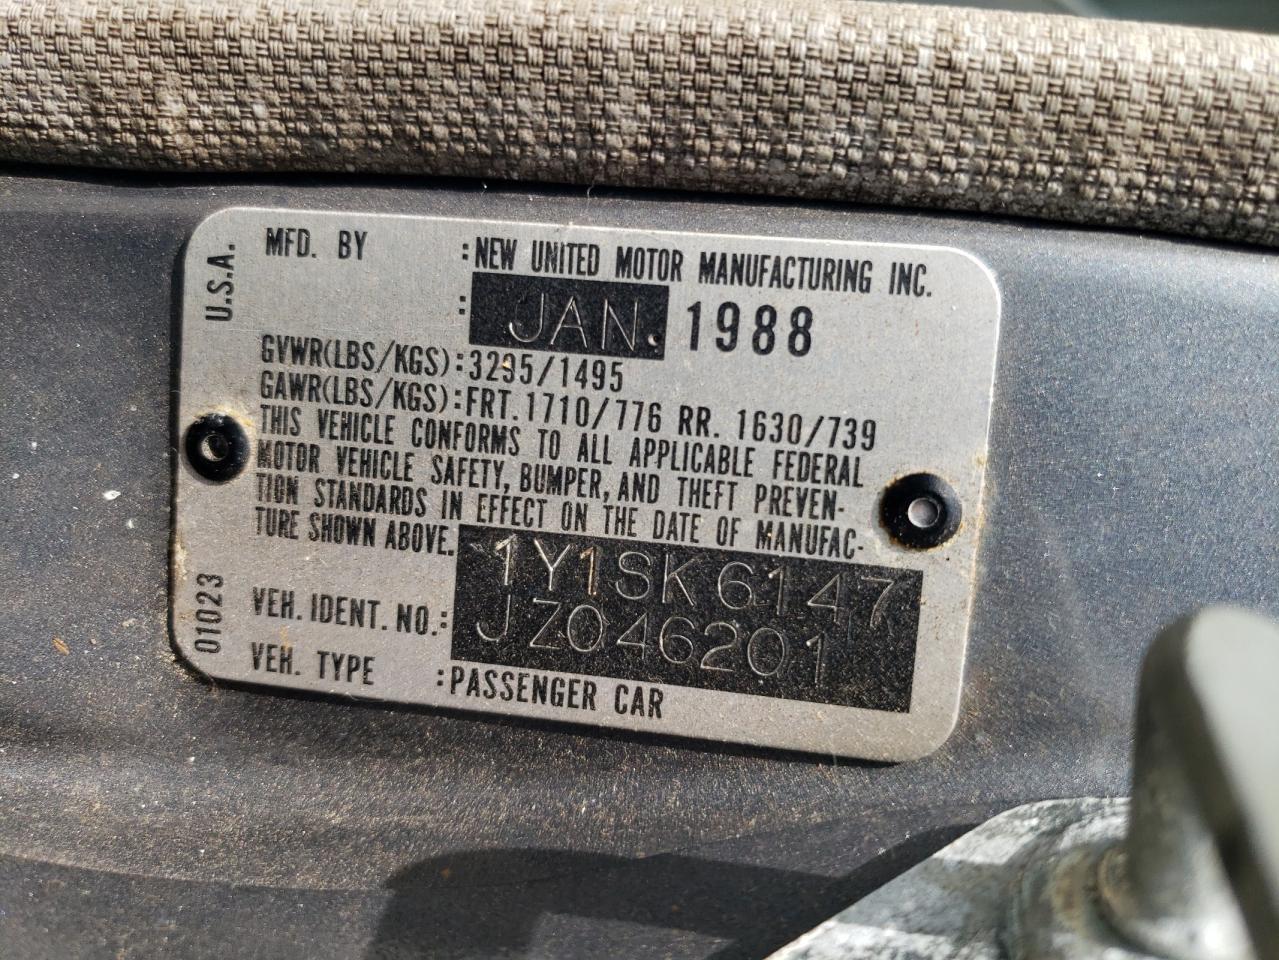 U.S.A.
MFD. BY :NEW UNITED MOTOR MANUFACTURING INC.
: JAN. 1988
GVWR(LBS/KGS):3295/1495
GAWR(LBS/KGS):FRT.1710/776 RR. 1630/739
THIS VEHICLE CONFORMS TO ALL APPLICABLE FEDERAL
MOTOR VEHICLE SAFETY, BUMPER, AND THEFT PREVEN-
TION STANDARDS IN EFFECT ON THE DATE OF MANUFAC-
TURE SHOWN ABOVE.
01023
VEH. IDENT. NO.: 1Y1SK6147
JZ046201
VEH. TYPE :PASSENGER CAR